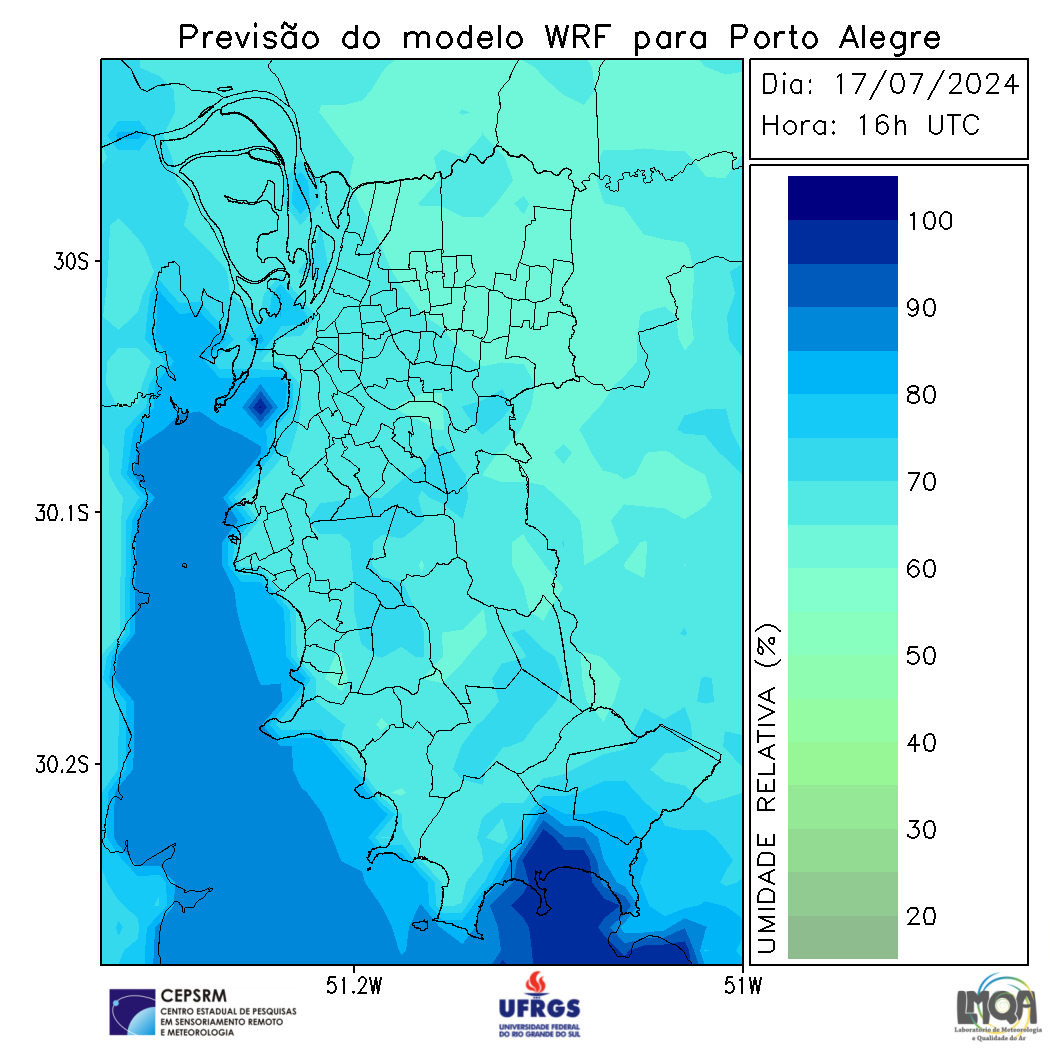 Previsão do modelo WRF para Porto Alegre
Dia: 17/07/2024
Hora: 16h UTC
30S
30.1S
30.2S
51.2W
51W
UMIDADE RELATIVA (%)
100
90
80
70
60
50
40
30
20
CEPSRM
CENTRO ESTADUAL DE PESQUISAS
EM SENSORIAMENTO REMOTO
E METEOROLOGIA
UFRGS
UNIVERSIDADE FEDERAL
DO RIO GRANDE DO SUL
LMQA
Laboratório de Meteorologia
e Qualidade do Ar